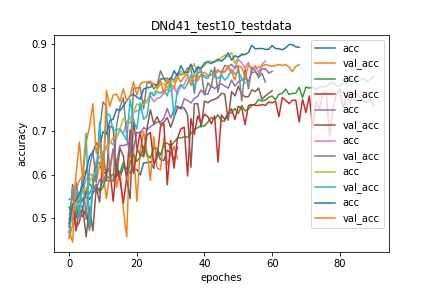 DNd41_test10_testdata
0.9
0.8
0.7
0.6
0.5
accuracy
0
20
40
60
80
epoches
acc
val_acc
acc
val_acc
acc
val_acc
acc
val_acc
acc
val_acc
acc
val_acc